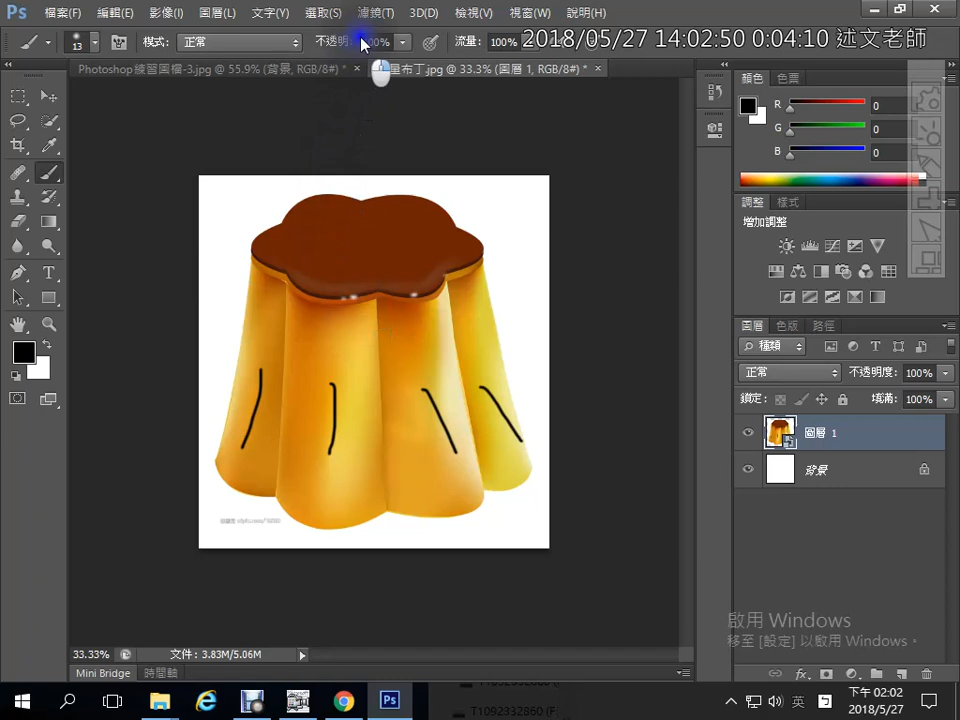 檔案(F) 編輯(E) 影像(I) 圖層(L) 文字(Y) 選取(S) 濾鏡(T) 3D(D) 檢視(V) 視窗(W) 說明(H)
13 模式: 正常 不透明 100% 流量: 100%
2018/05/27 14:02:50 0:04:10 述文老師
Photoshop練習圖檔-3.jpg @ 55.9% (背景, RGB/8#) * × 量布丁.jpg @ 33.3% (圖層 1, RGB/8#) * ×
顏色 色票
R 0
G 0
B 0
調整 樣式
增加調整
圖層 色版 路徑
種類
正常 不透明度: 100%
鎖定: 填滿: 100%
圖層 1
背景
啟用 Windows
移至 [設定] 以啟用 Windows。
33.33% 文件: 3.83M/5.06M
Mini Bridge 時間軸
T1092332860 (F:
英 下午 02:02
2018/5/27